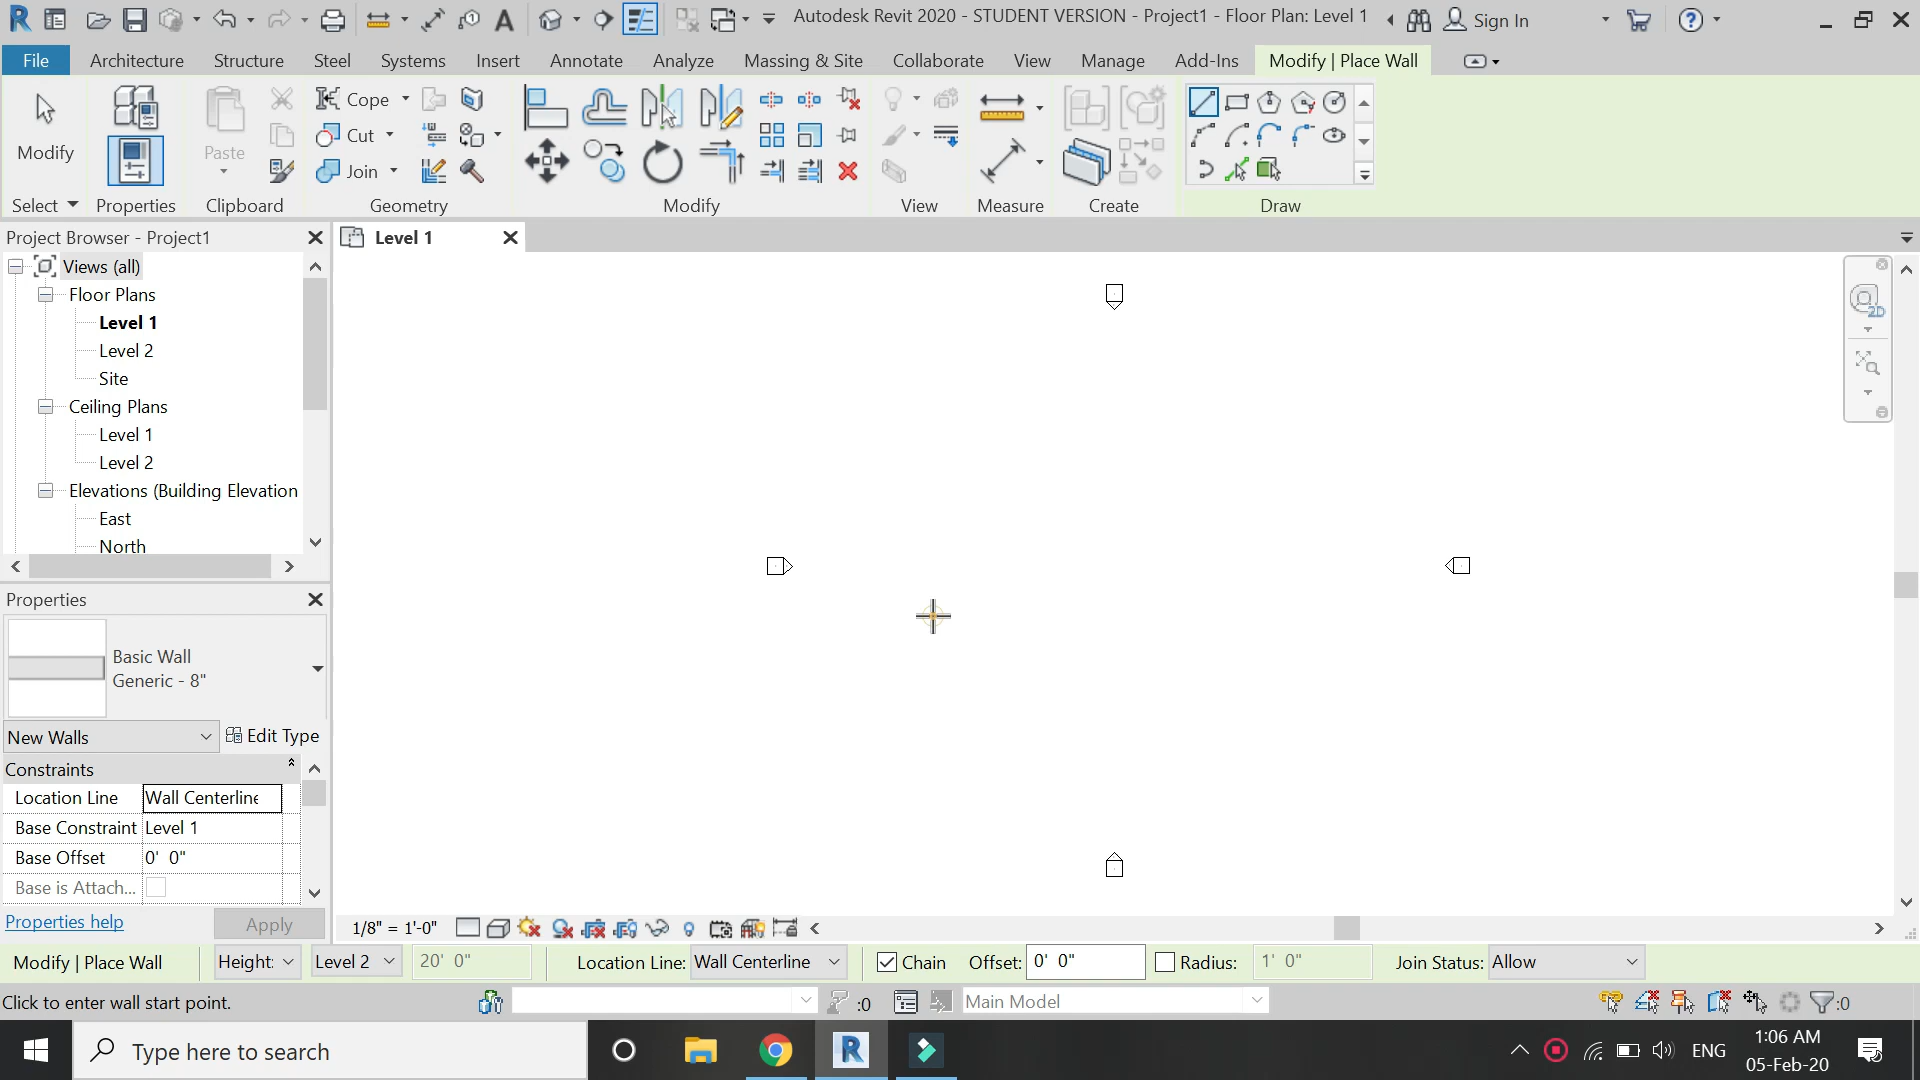 Autodesk Revit 2020 - STUDENT VERSION - Project1 - Floor Plan: Level 1
Sign In
File Architecture Structure Steel Systems Insert Annotate Analyze Massing & Site Collaborate View Manage Add-Ins Modify | Place Wall
Modify
Paste
Cope
Cut
Join
Select Properties Clipboard Geometry Modify View Measure Create Draw
Project Browser - Project1
Level 1
Views (all)
Floor Plans
Level 1
Level 2
Site
Ceiling Plans
Level 1
Level 2
Elevations (Building Elevation
East
North
2D
Properties
Basic Wall
Generic - 8"
New Walls
Edit Type
Constraints
Location Line Wall Centerline
Base Constraint Level 1
Base Offset 0' 0"
Base is Attach...
Properties help
Apply
1/8" = 1'-0"
Modify | Place Wall Height: Level 2 20' 0" Location Line: Wall Centerline Chain Offset: 0' 0" Radius: 1' 0" Join Status: Allow
Click to enter wall start point.
:0
Main Model
:0
Type here to search
ENG
1:06 AM
05-Feb-20